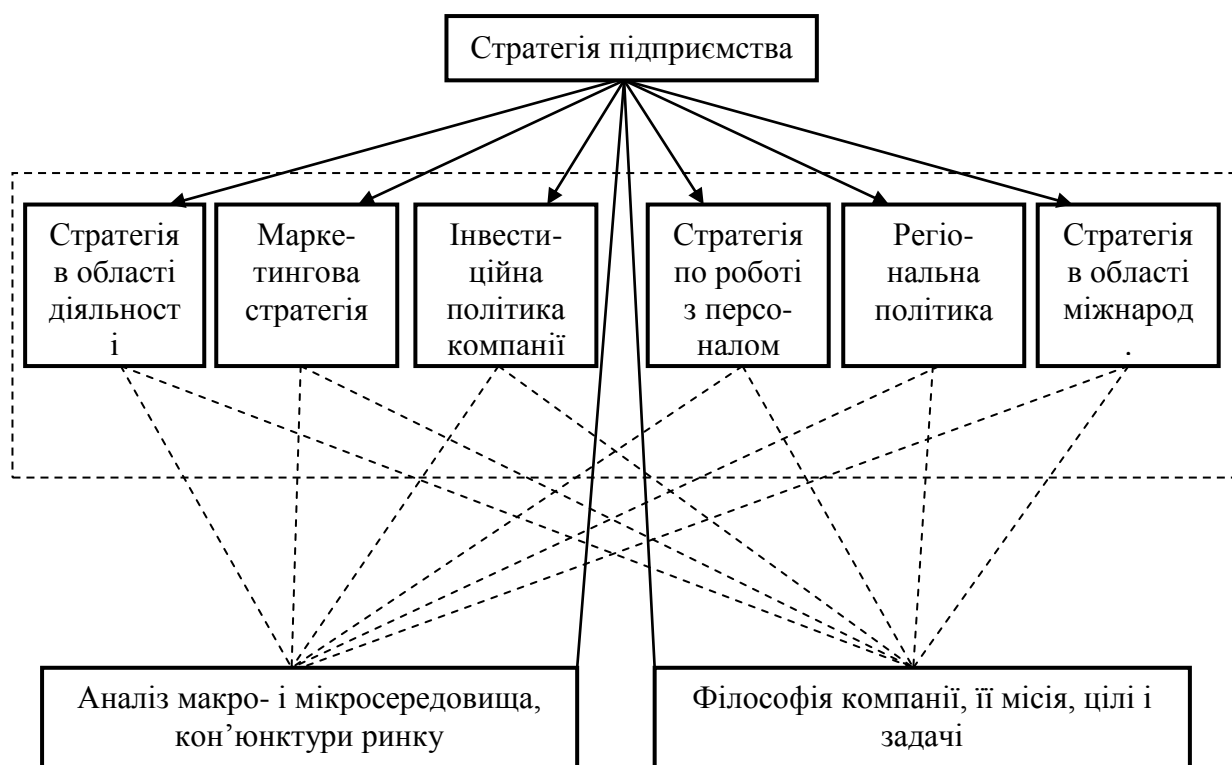 Стратегія підприємства
Стратегія
в області
діяльност
і
Марке-
тингова
стратегія
Інвести-
ційна
політика
компанії
Стратегія
по роботі
з персо-
налом
Регіо-
нальна
політика
Стратегія
в області
міжнарод
.
Аналіз макро- і мікросередовища,
кон’юнктури ринку
Філософія компанії, її місія, цілі і
задачі